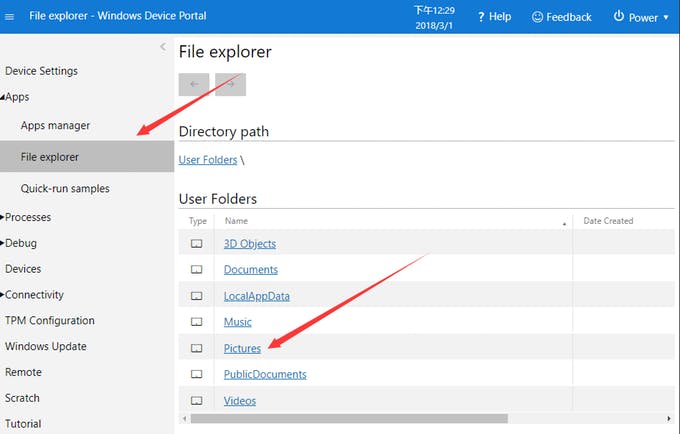 File explorer - Windows Device Portal
下午12:29
2018/3/1
? Help
Feedback
Power
File explorer
Device Settings
Apps
Apps manager
File explorer
Quick-run samples
Processes
Debug
Devices
Connectivity
TPM Configuration
Windows Update
Remote
Scratch
Tutorial
Directory path
User Folders \
User Folders
Type Name Date Created
3D Objects
Documents
LocalAppData
Music
Pictures
PublicDocuments
Videos